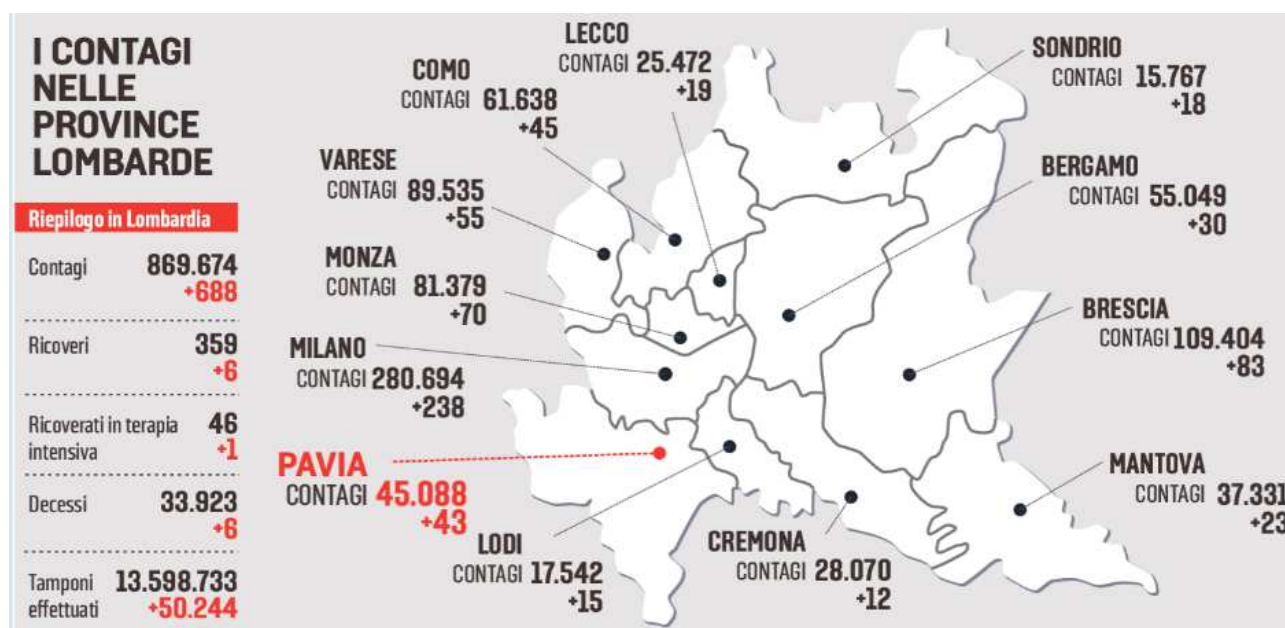 I CONTAGI
NELLE
PROVINCE
LOMBARDE
Riepilogo in Lombardia
Contagi 869.674
+688
Ricoveri 359
+6
Ricoverati in terapia intensiva 46
+1
Decessi 33.923
+6
Tamponi effettuati 13.598.733
+50.244
LECCO
CONTAGI 25.472
+19
SONDRIO
CONTAGI 15.767
+18
COMO
CONTAGI 61.638
+45
VARESE
CONTAGI 89.535
+55
BERGAMO
CONTAGI 55.049
+30
MONZA
CONTAGI 81.379
+70
BRESCIA
CONTAGI 109.404
+83
MILANO
CONTAGI 280.694
+238
PAVIA
CONTAGI 45.088
+43
MANTOVA
CONTAGI 37.331
+23
LODI
CONTAGI 17.542
+15
CREMONA
CONTAGI 28.070
+12